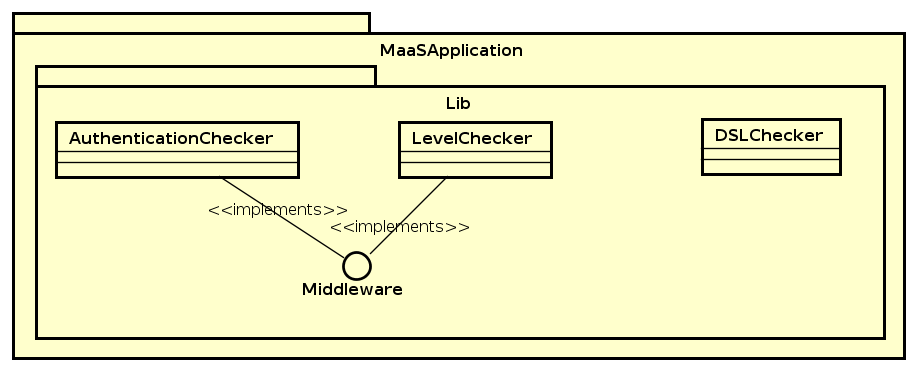 MaaSApplication
Lib
AuthenticationChecker
LevelChecker
DSLChecker
<<implements>>
<<implements>>
Middleware